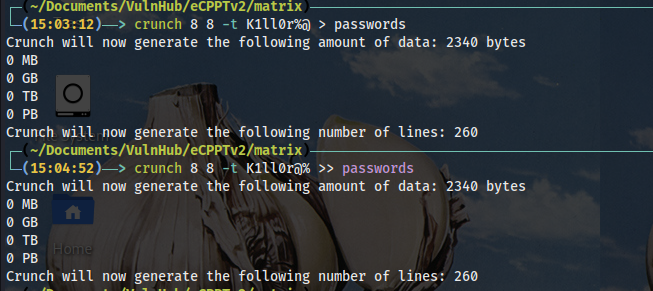 ~/Documents/VulnHub/eCPPTv2/matrix
(15:03:12)—> crunch 8 8 -t K1ll0r%@ > passwords
Crunch will now generate the following amount of data: 2340 bytes
0 MB
0 GB
0 TB
0 PB
Crunch will now generate the following number of lines: 260
~/Documents/VulnHub/eCPPTv2/matrix
(15:04:52)—> crunch 8 8 -t K1ll0r@% >> passwords
Crunch will now generate the following amount of data: 2340 bytes
0 MB
0 GB
0 TB
Home
0 PB
Crunch will now generate the following number of lines: 260